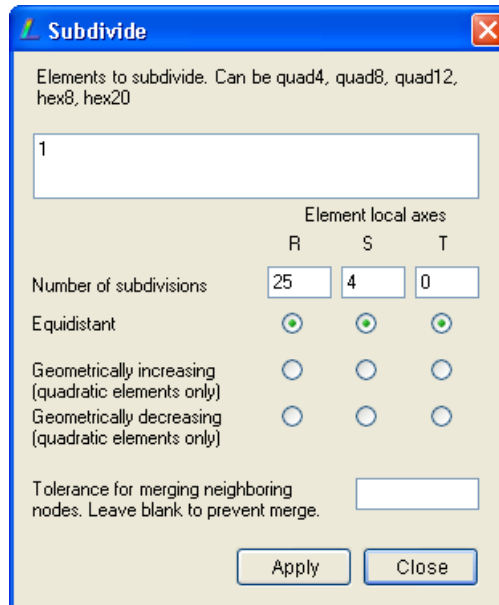 Subdivide
Elements to subdivide. Can be quad4, quad8, quad12,
hex8, hex20
1
Element local axes
R S T
Number of subdivisions 25 4 0
Equidistant
Geometrically increasing
(quadratic elements only)
Geometrically decreasing
(quadratic elements only)
Tolerance for merging neighboring
nodes. Leave blank to prevent merge.
Apply Close